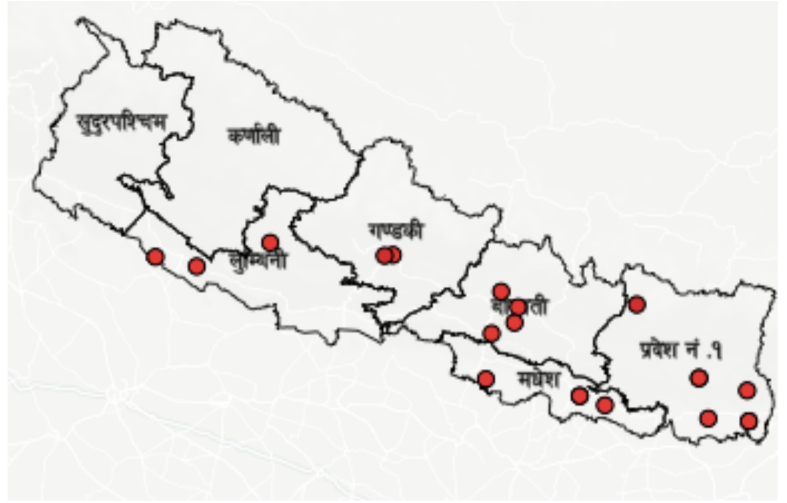 सुदुरपश्चिम
कर्णाली
गण्डकी
लुम्बिनी
प्रदेश नं .१
मधेश